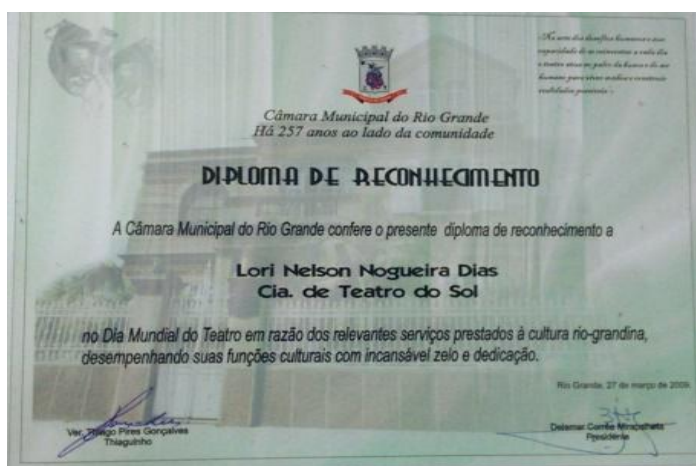 Câmara Municipal do Rio Grande
Há 257 anos ao lado da comunidade
DIPLOMA DE RECONHECIMENTO
A Câmara Municipal do Rio Grande confere o presente diploma de reconhecimento a
Lori Nelson Nogueira Dias
Cia. de Teatro do Sol
no Dia Mundial do Teatro em razão dos relevantes serviços prestados à cultura rio-grandina,
desempenhando suas funções culturais com incansável zelo e dedicação.
Rio Grande, 27 de março de 2009.
Ver. Thiago Pires Gonçalves
Thiaguinho
Delamar Corrêa
Presidente